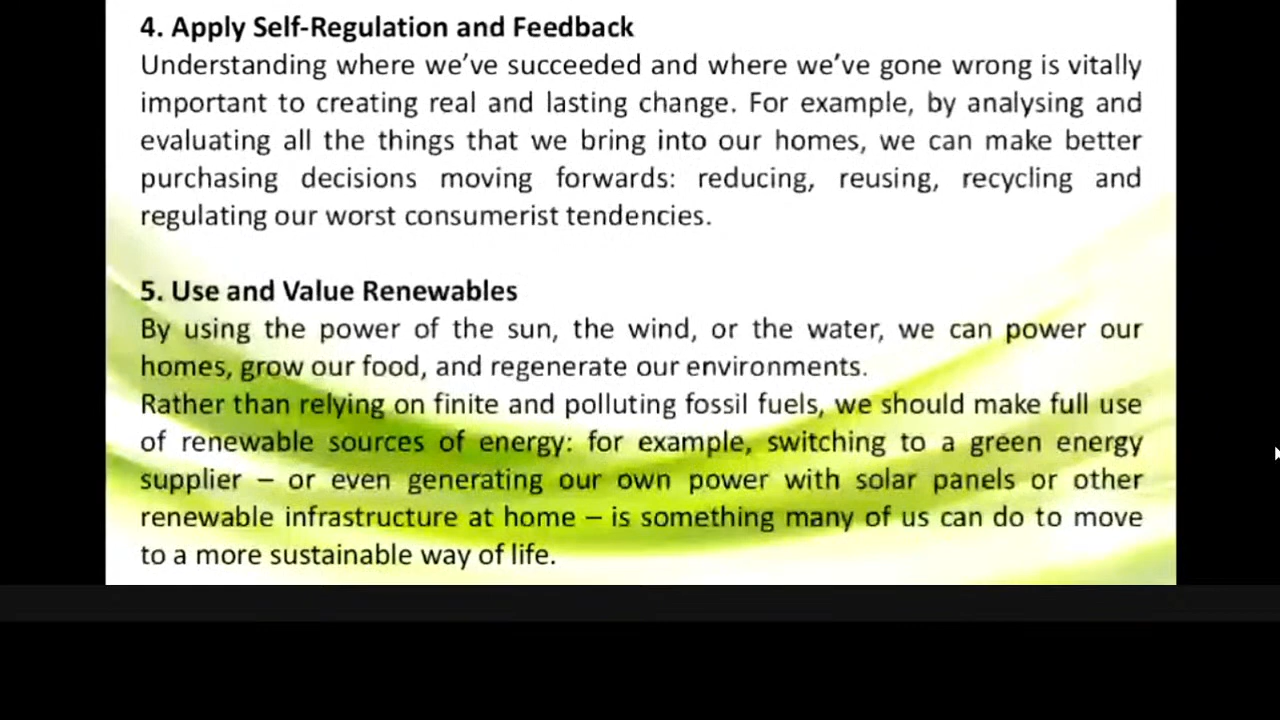 4. Apply Self-Regulation and Feedback
Understanding where we’ve succeeded and where we’ve gone wrong is vitally
important to creating real and lasting change. For example, by analysing and
evaluating all the things that we bring into our homes, we can make better
purchasing decisions moving forwards: reducing, reusing, recycling and
regulating our worst consumerist tendencies.
5. Use and Value Renewables
By using the power of the sun, the wind, or the water, we can power our
homes, grow our food, and regenerate our environments.
Rather than relying on finite and polluting fossil fuels, we should make full use
of renewable sources of energy: for example, switching to a green energy
supplier – or even generating our own power with solar panels or other
renewable infrastructure at home – is something many of us can do to move
to a more sustainable way of life.